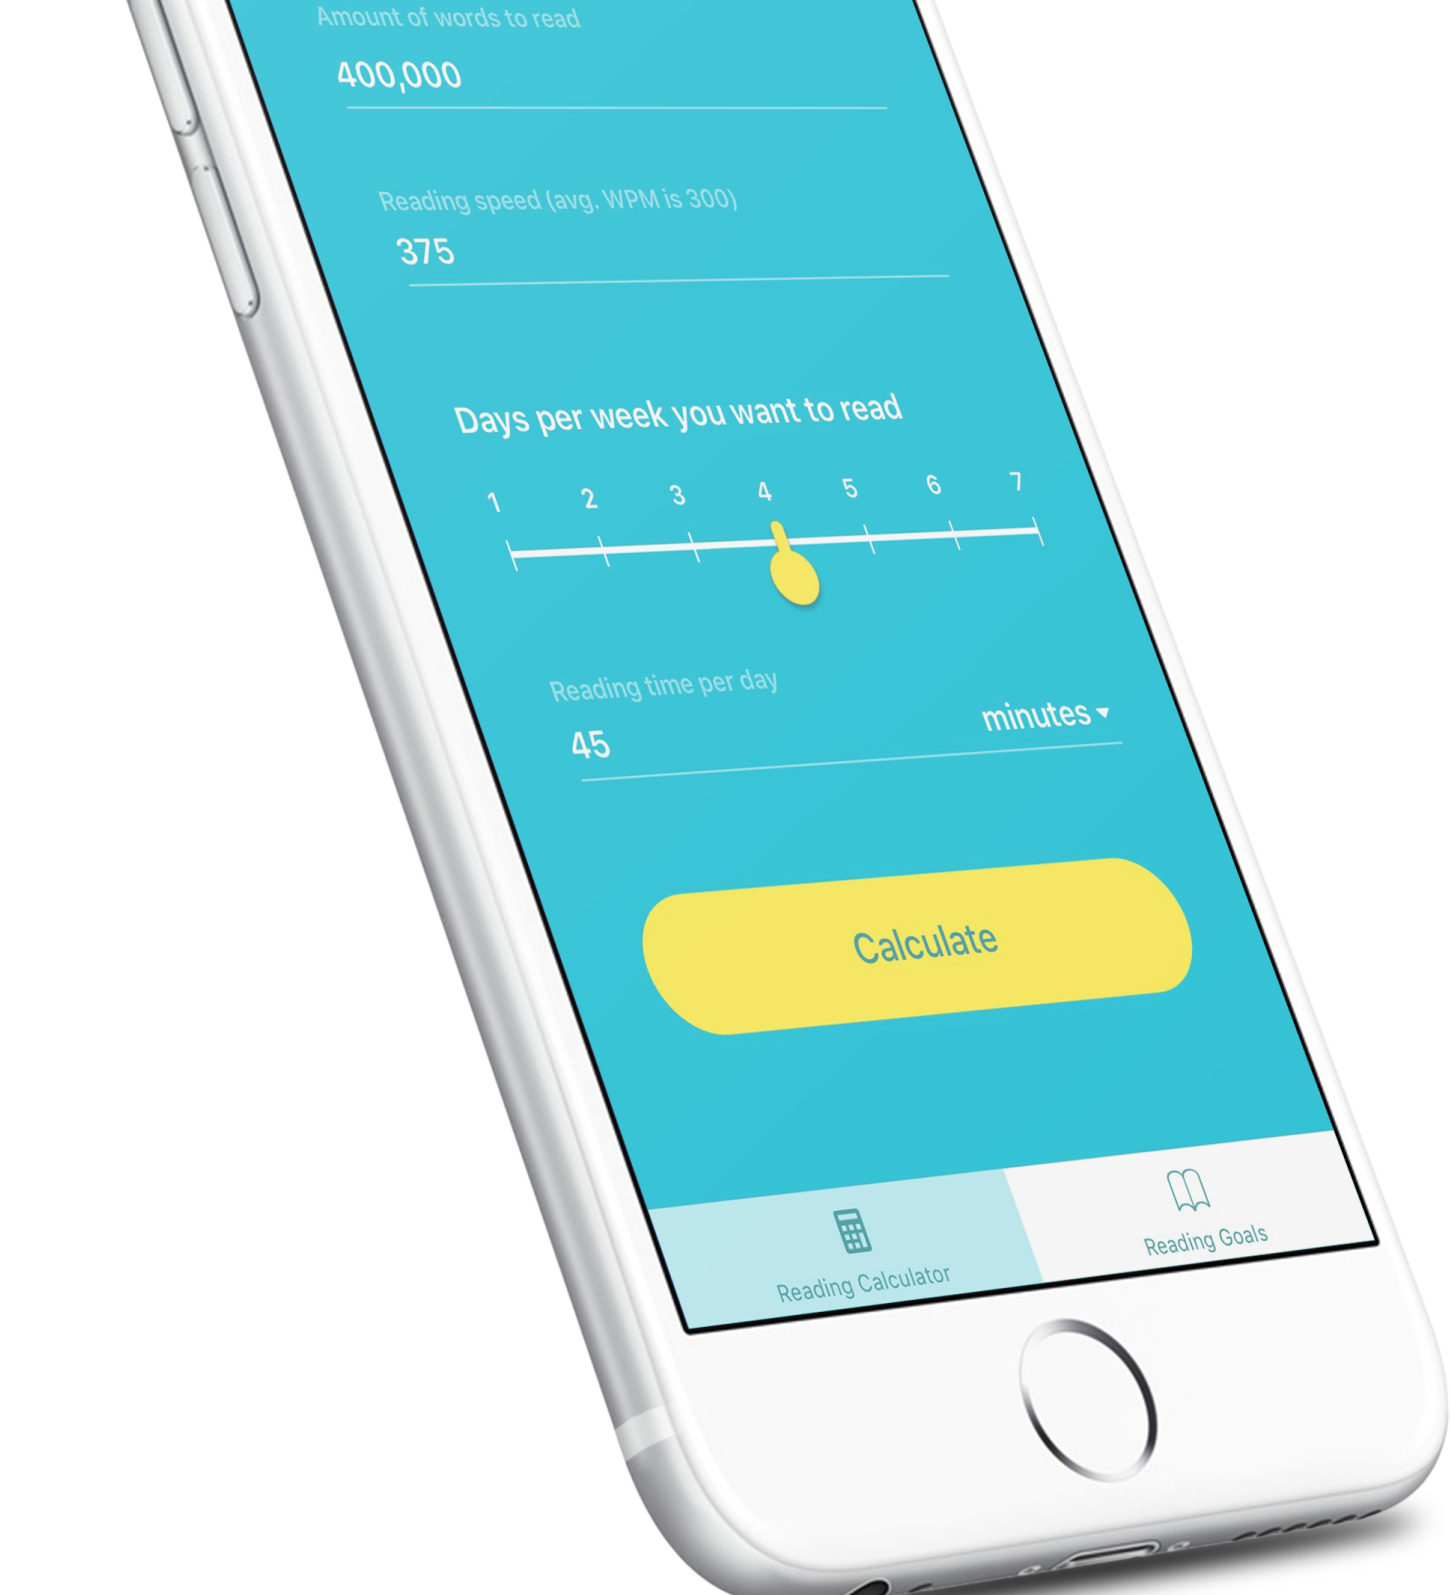 Amount of words to read
400,000
Reading speed (avg. WPM is 300)
375
Days per week you want to read
1 2 3 4 5 6 7
Reading time per day
45 minutes
Calculate
Reading Calculator
Reading Goals